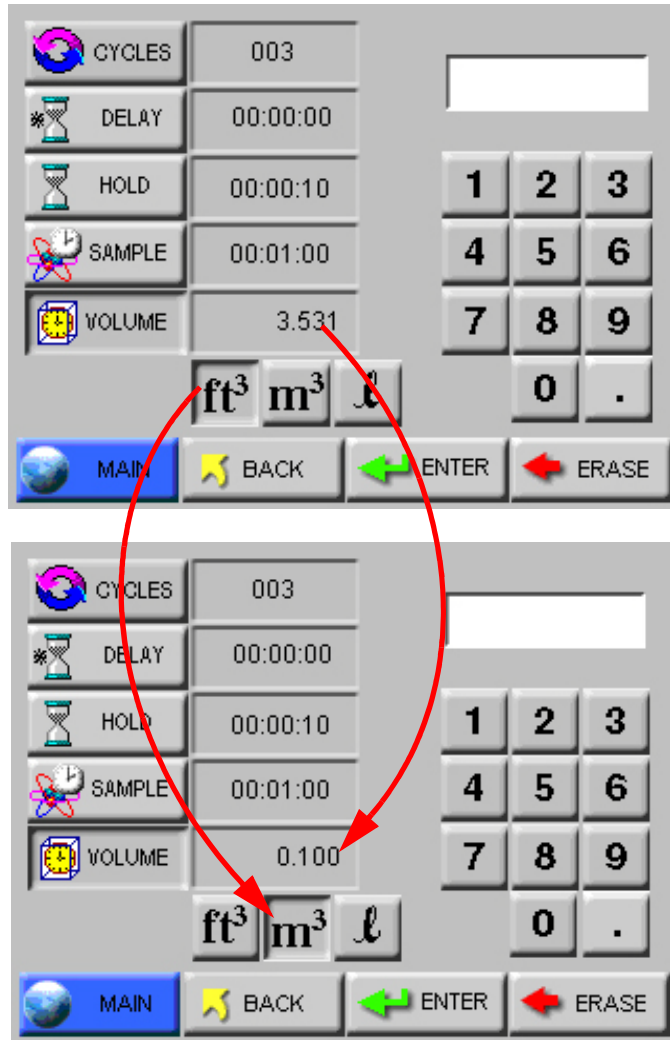 CYCLES 003
DELAY 00:00:00
HOLD 00:00:10 1 2 3
SAMPLE 00:01:00 4 5 6
VOLUME 3.531 7 8 9
ft³ m³ ℓ 0 .
MAIN BACK ENTER ERASE
CYCLES 003
DELAY 00:00:00
HOLD 00:00:10 1 2 3
SAMPLE 00:01:00 4 5 6
VOLUME 0.100 7 8 9
ft³ m³ ℓ 0 .
MAIN BACK ENTER ERASE